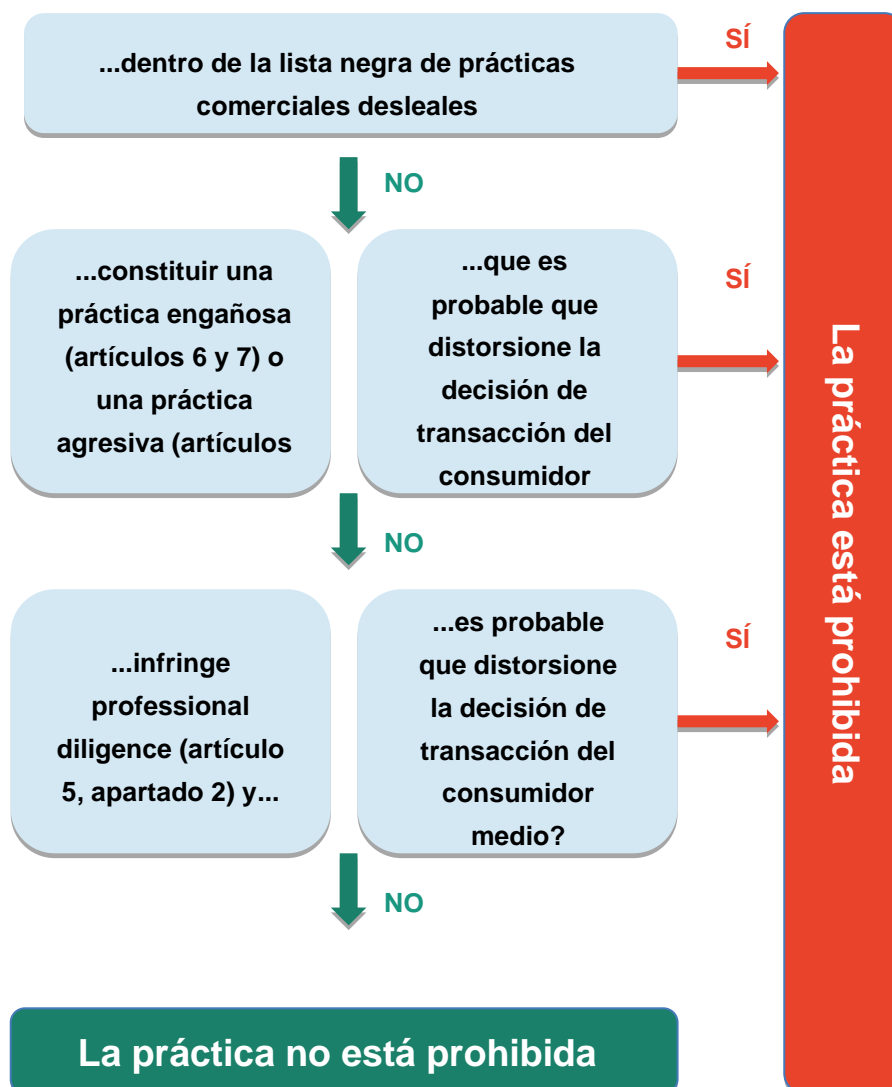 ...dentro de la lista negra de prácticas
comerciales desleales
SÍ
NO
...constituir una
práctica engañosa
(artículos 6 y 7) o
una práctica
agresiva (artículos
...que es
probable que
distorsione la
decisión de
transacción del
consumidor
SÍ
NO
...infringe
professional
diligence (artículo
5, apartado 2) y...
...es probable
que distorsione
la decisión de
transacción del
consumidor
medio?
SÍ
NO
La práctica no está prohibida
La práctica está prohibida